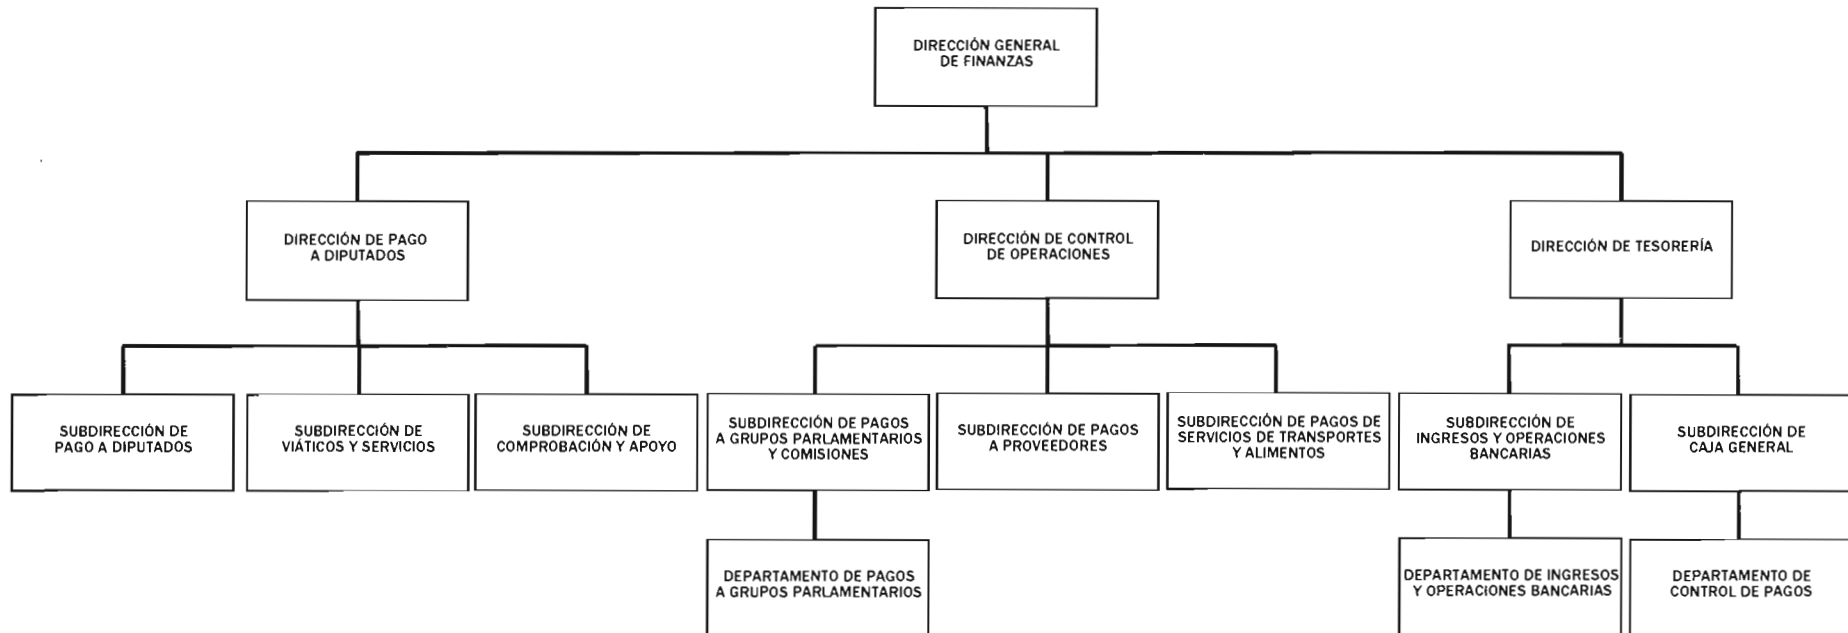 DIRECCIÓN GENERAL
DE FINANZAS
DIRECCIÓN DE PAGO
A DIPUTADOS
DIRECCIÓN DE CONTROL
DE OPERACIONES
DIRECCIÓN DE TESORERÍA
SUBDIRECCIÓN DE
PAGO A DIPUTADOS
SUBDIRECCIÓN DE
VIÁTICOS Y SERVICIOS
SUBDIRECCIÓN DE
COMPROBACIÓN Y APOYO
SUBDIRECCIÓN DE PAGOS
A GRUPOS PARLAMENTARIOS
Y COMISIONES
SUBDIRECCIÓN DE PAGOS
A PROVEEDORES
SUBDIRECCIÓN DE PAGOS DE
SERVICIOS DE TRANSPORTES
Y ALIMENTOS
SUBDIRECCIÓN DE
INGRESOS Y OPERACIONES
BANCARIAS
SUBDIRECCIÓN DE
CAJA GENERAL
DEPARTAMENTO DE PAGOS
A GRUPOS PARLAMENTARIOS
DEPARTAMENTO DE INGRESOS
Y OPERACIONES BANCARIAS
DEPARTAMENTO DE
CONTROL DE PAGOS